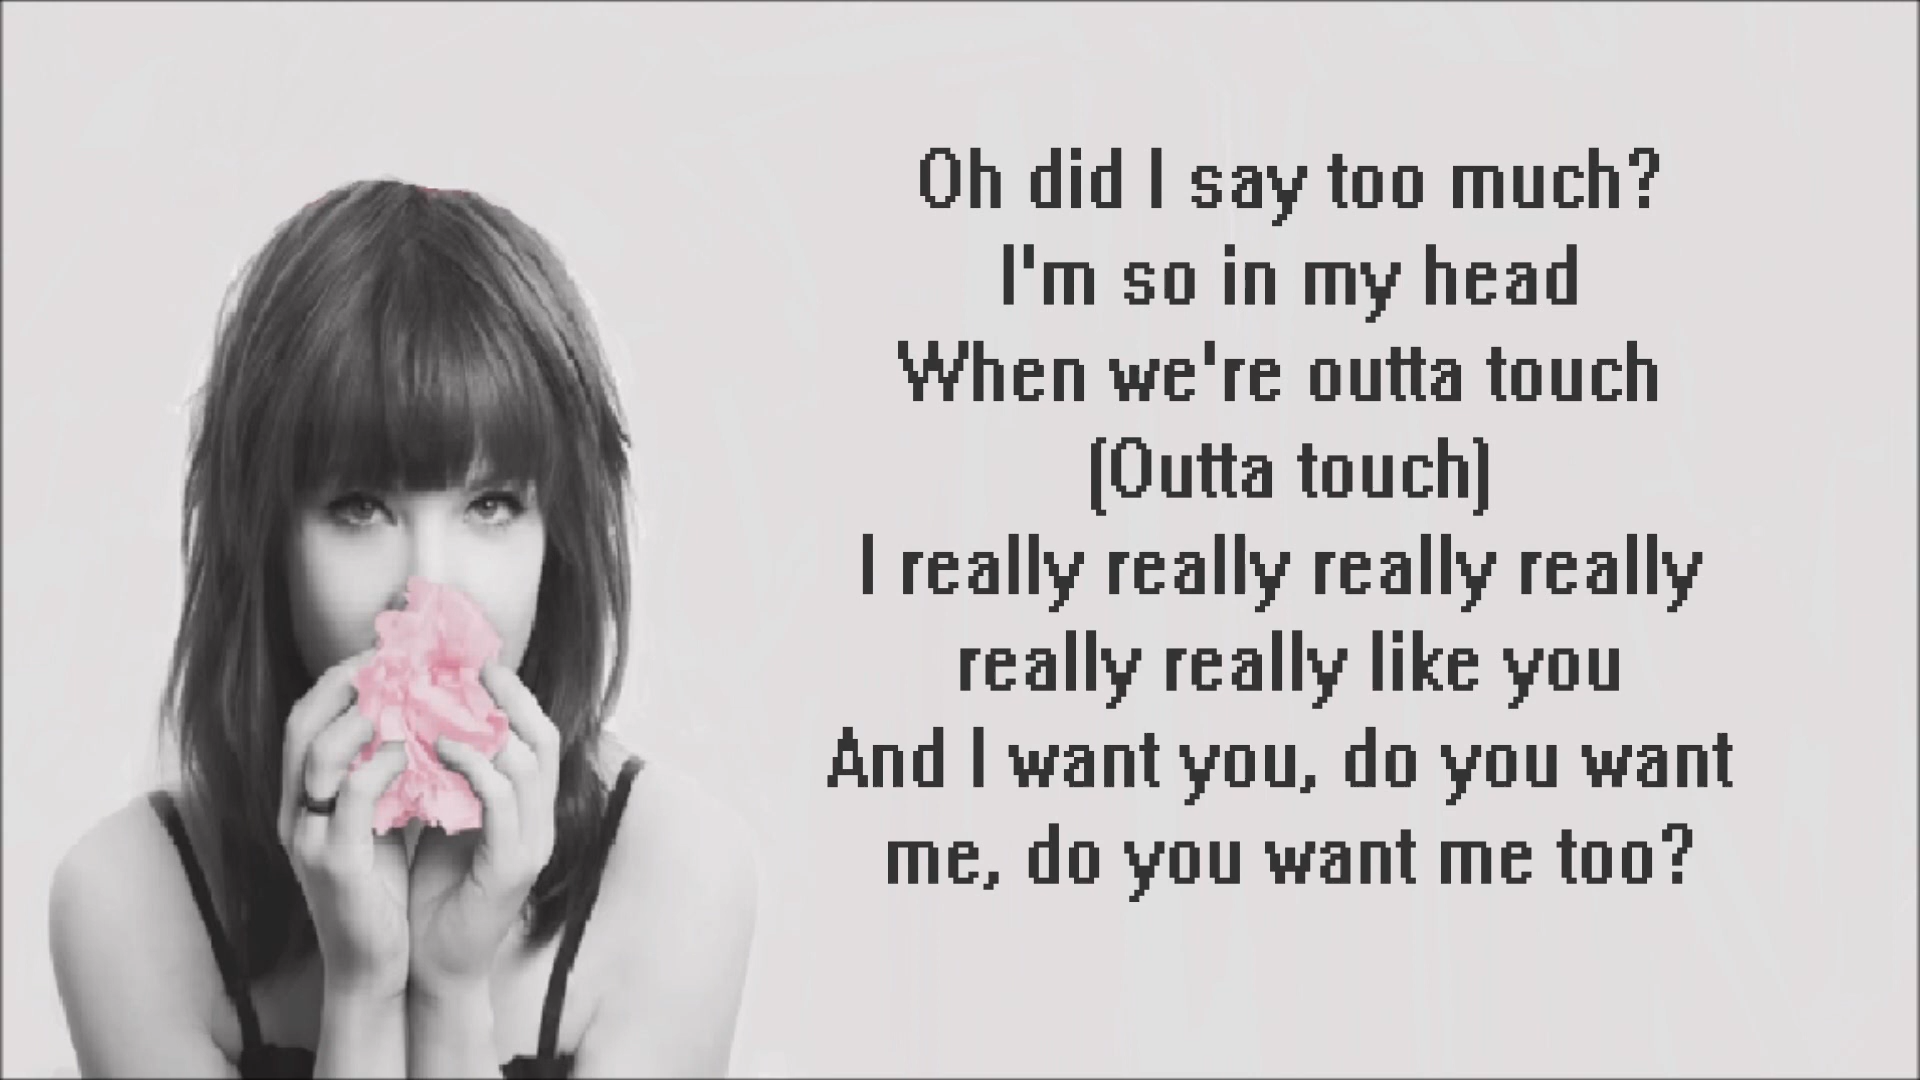 Oh did I say too much?
I'm so in my head
When we're outta touch
(Outta touch)
I really really really really
really really like you
And I want you, do you want
me, do you want me too?